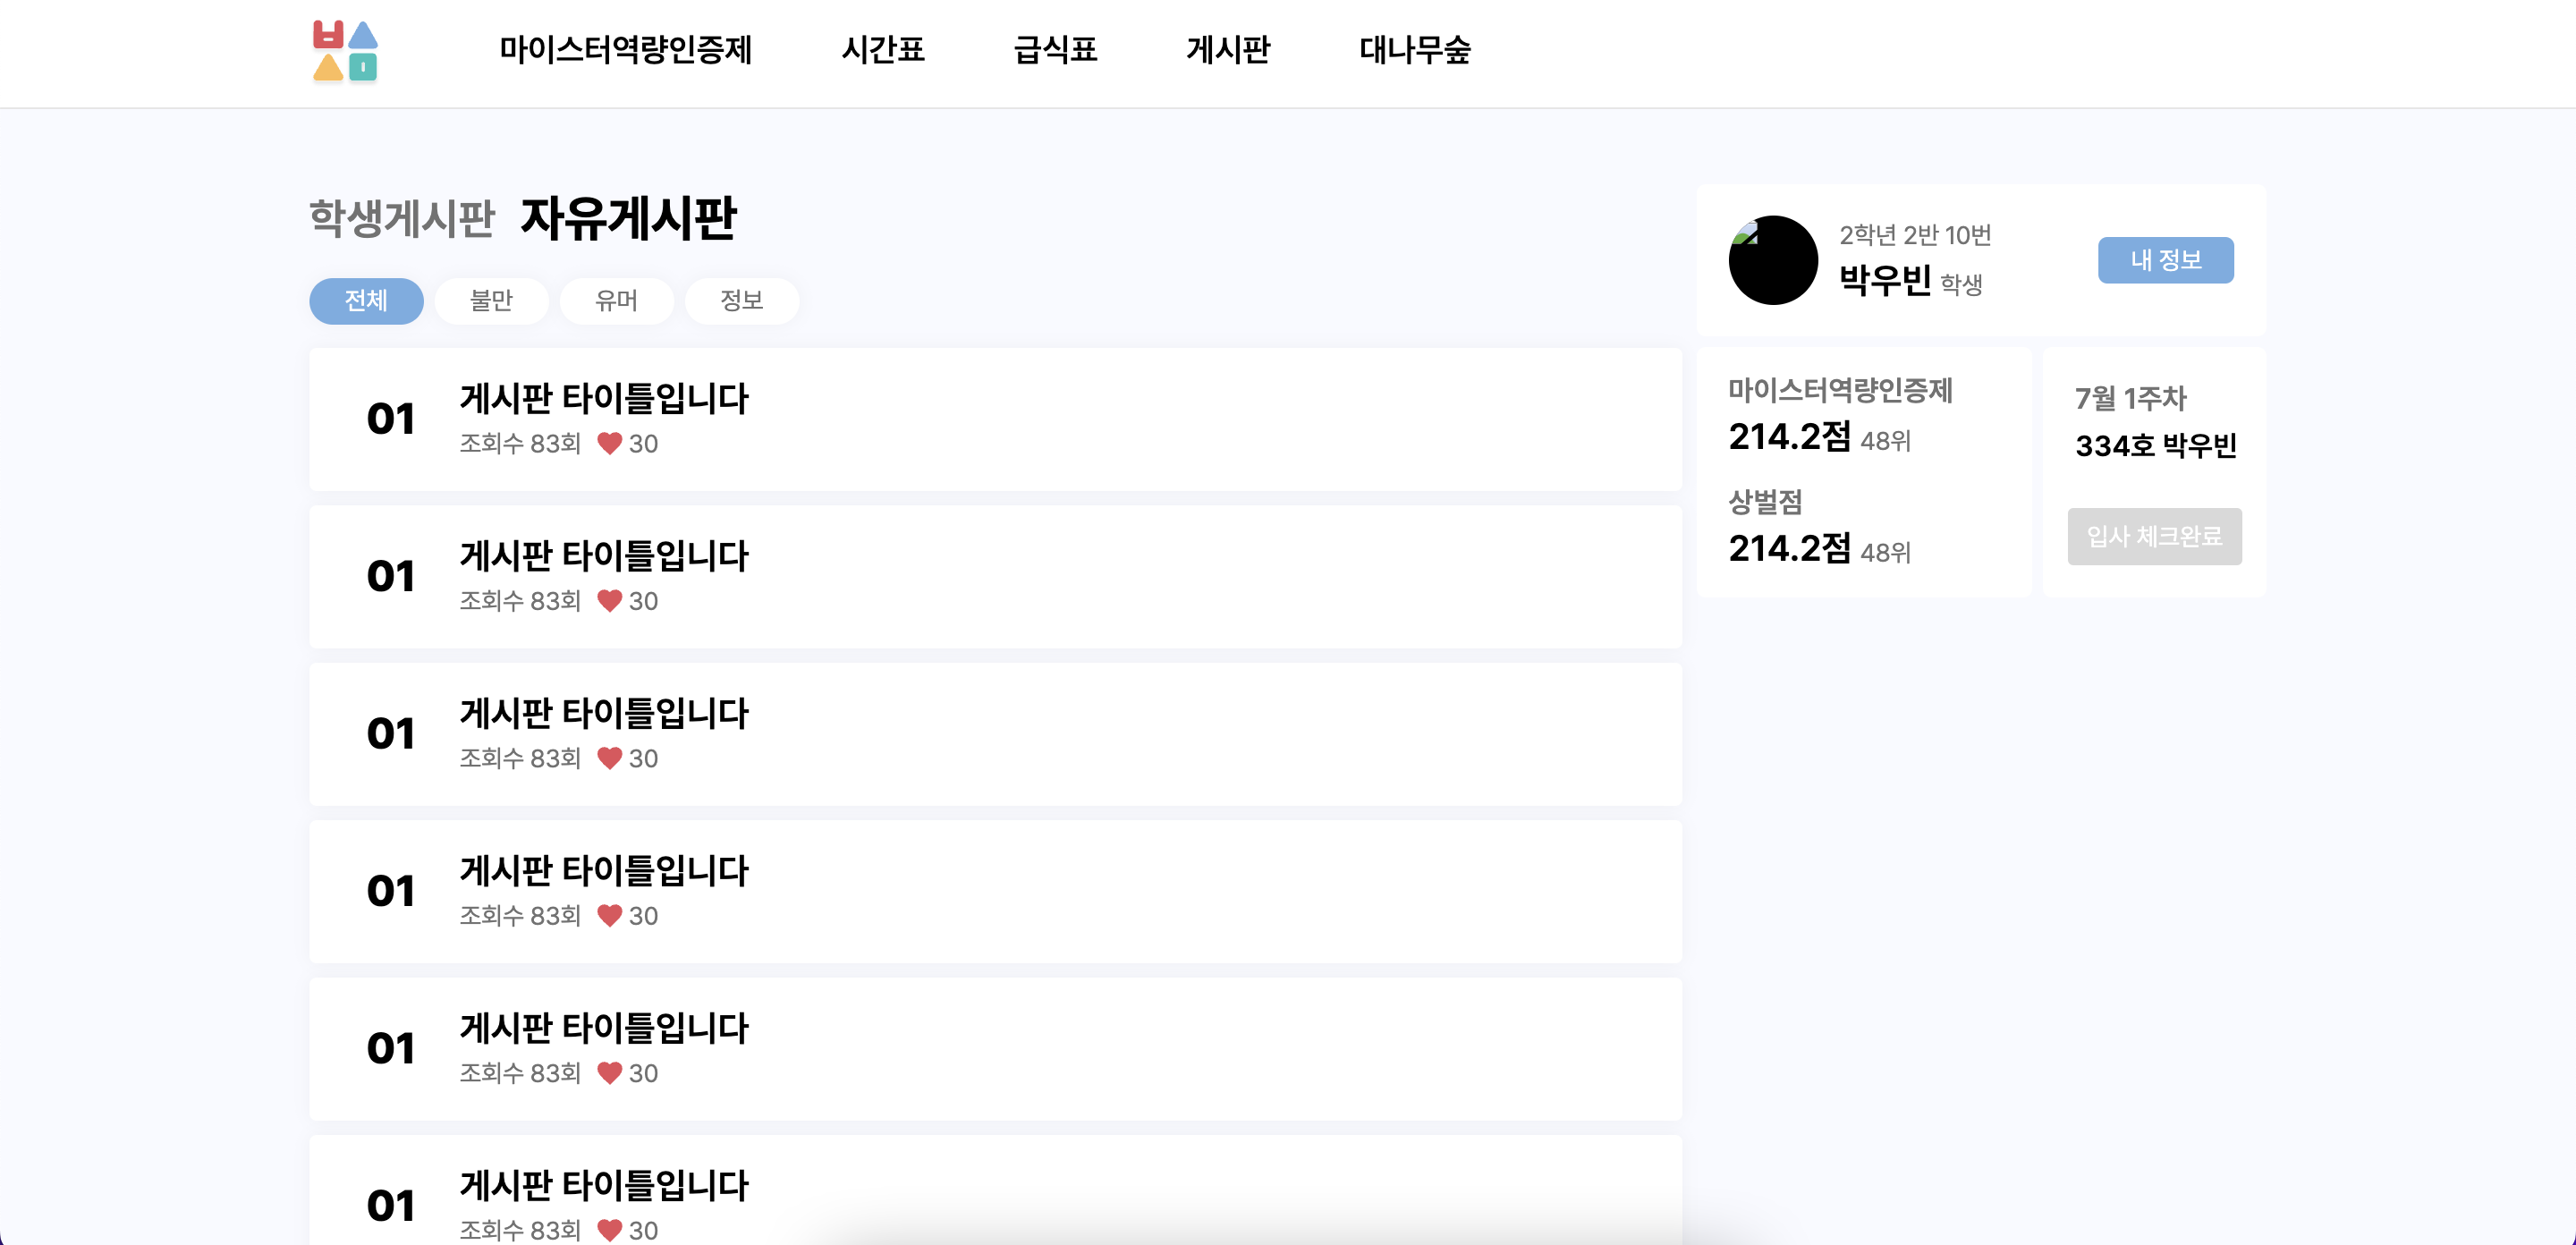 마이스터역량인증제 시간표 급식표 게시판 대나무숲
학생게시판 자유게시판
전체 불만 유머 정보
01
게시판 타이틀입니다
조회수 83회 30
01
게시판 타이틀입니다
조회수 83회 30
01
게시판 타이틀입니다
조회수 83회 30
01
게시판 타이틀입니다
조회수 83회 30
01
게시판 타이틀입니다
조회수 83회 30
01
게시판 타이틀입니다
조회수 83회 30
2학년 2반 10번
박우빈 학생
내 정보
마이스터역량인증제
214.2점 48위
상벌점
214.2점 48위
7월 1주차
334호 박우빈
입사 체크완료